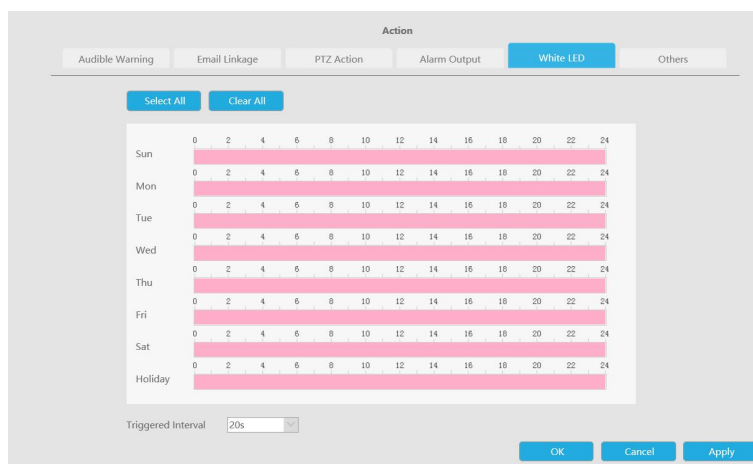 Action
Audible Warning Email Linkage PTZ Action Alarm Output White LED Others
Select All Clear All
0 2 4 6 8 10 12 14 16 18 20 22 24
Sun
0 2 4 6 8 10 12 14 16 18 20 22 24
Mon
0 2 4 6 8 10 12 14 16 18 20 22 24
Tue
0 2 4 6 8 10 12 14 16 18 20 22 24
Wed
0 2 4 6 8 10 12 14 16 18 20 22 24
Thu
0 2 4 6 8 10 12 14 16 18 20 22 24
Fri
0 2 4 6 8 10 12 14 16 18 20 22 24
Sat
0 2 4 6 8 10 12 14 16 18 20 22 24
Holiday
Triggered Interval 20s
OK Cancel Apply